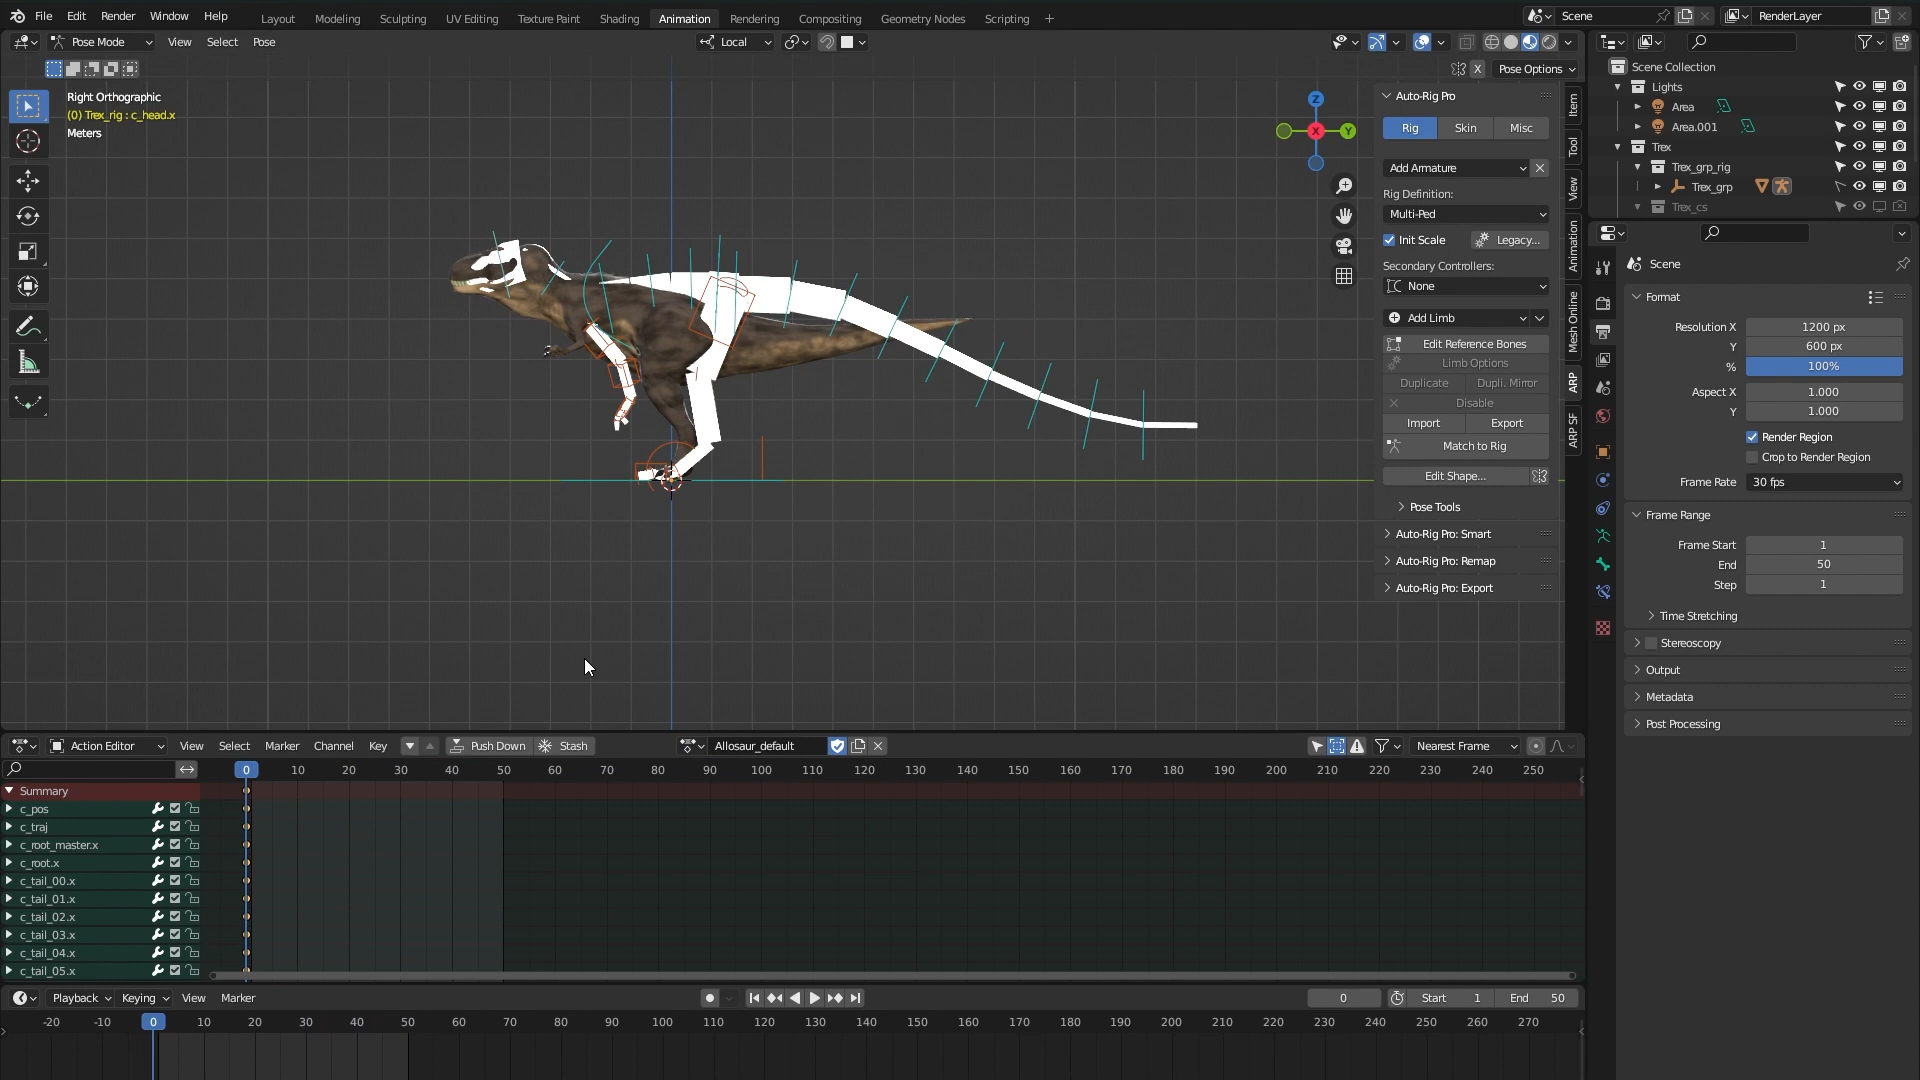 File Edit Render Window Help
Layout Modeling Sculpting UV Editing Texture Paint Shading Animation Rendering Compositing Geometry Nodes Scripting +
Scene
RenderLayer
Pose Mode View Select Pose
Local
X Pose Options
Right Orthographic
(0) Trex_rig : c_head.x
Meters
Z
X
Y
Auto-Rig Pro
Rig Skin Misc
Add Armature
Rig Definition:
Multi-Ped
Init Scale Legacy...
Secondary Controllers:
None
Add Limb
Edit Reference Bones
Limb Options
Duplicate Dupli. Mirror
Disable
Import Export
Match to Rig
Edit Shape...
Pose Tools
Auto-Rig Pro: Smart
Auto-Rig Pro: Remap
Auto-Rig Pro: Export
Item
Tool
View
Animation
Mesh Online
ARP
ARP SF
Scene Collection
Lights
Area
Area.001
Trex
Trex_grp_rig
Trex_grp
Trex_cs
Scene
Format
Resolution X 1200 px
Y 600 px
% 100%
Aspect X 1.000
Y 1.000
Render Region
Crop to Render Region
Frame Rate 30 fps
Frame Range
Frame Start 1
End 50
Step 1
Time Stretching
Stereoscopy
Output
Metadata
Post Processing
Action Editor View Select Marker Channel Key Push Down Stash Allosaur_default Nearest Frame
0 10 20 30 40 50 60 70 80 90 100 110 120 130 140 150 160 170 180 190 200 210 220 230 240 250
Summary
c_pos
c_traj
c_root_master.x
c_root.x
c_tail_00.x
c_tail_01.x
c_tail_02.x
c_tail_03.x
c_tail_04.x
c_tail_05.x
Playback Keying View Marker 0 Start 1 End 50
-20 -10 0 10 20 30 40 50 60 70 80 90 100 110 120 130 140 150 160 170 180 190 200 210 220 230 240 250 260 270